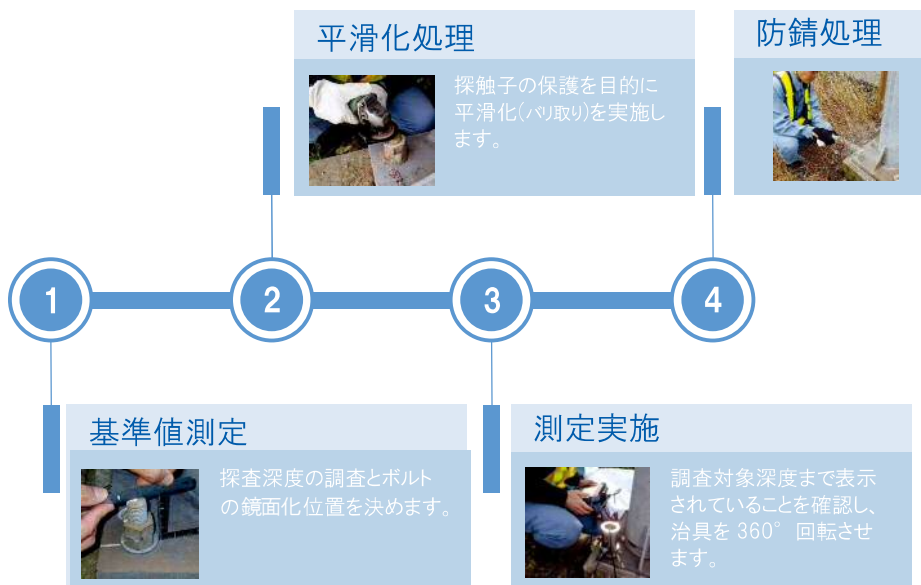 平滑化処理
探触子の保護を目的に
平滑化(バリ取り)を実施し
ます。
防錆処理
1
2
3
4
基準値測定
探査深度の調査とボルト
の鏡面化位置を決めます。
測定実施
調査対象深度まで表示
されていることを確認し、
治具を 360° 回転させ
ます。